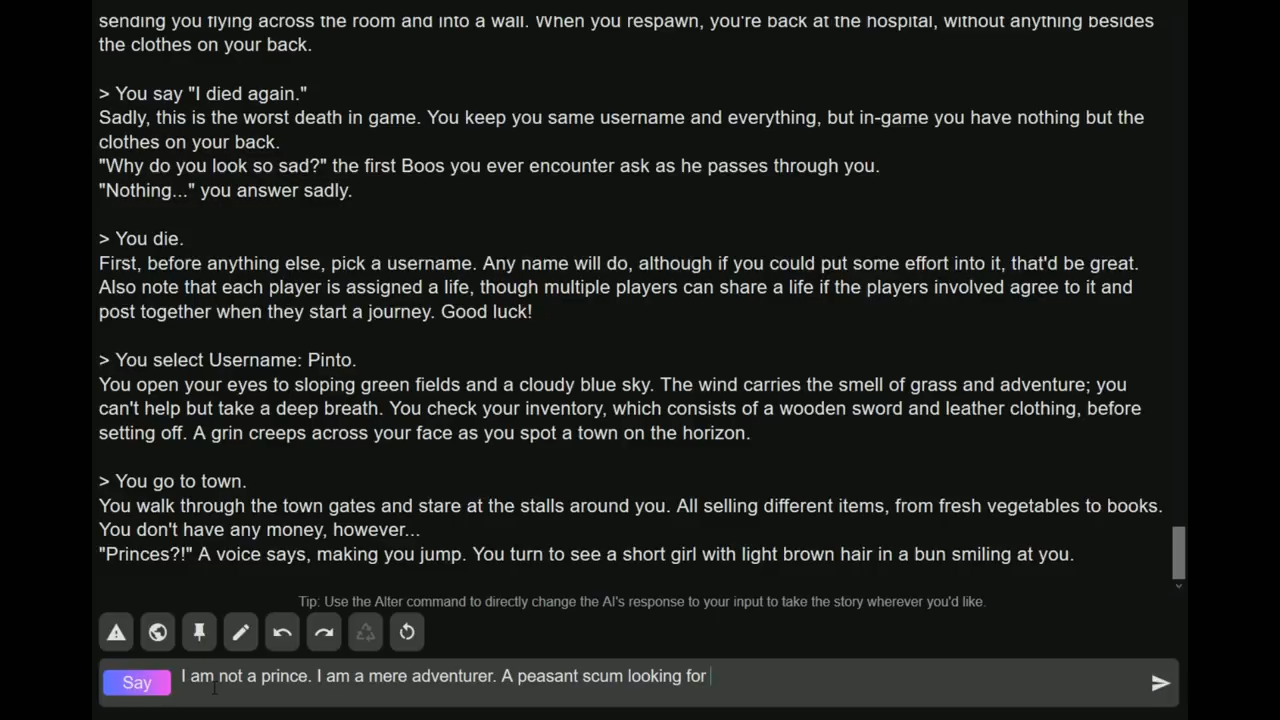 sending you flying across the room and into a wall. When you respawn, you're back at the hospital, without anything besides
the clothes on your back.
> You say "I died again."
Sadly, this is the worst death in game. You keep you same username and everything, but in-game you have nothing but the
clothes on your back.
"Why do you look so sad?" the first Boos you ever encounter ask as he passes through you.
"Nothing..." you answer sadly.
> You die.
First, before anything else, pick a username. Any name will do, although if you could put some effort into it, that'd be great.
Also note that each player is assigned a life, though multiple players can share a life if the players involved agree to it and
post together when they start a journey. Good luck!
> You select Username: Pinto.
You open your eyes to sloping green fields and a cloudy blue sky. The wind carries the smell of grass and adventure; you
can't help but take a deep breath. You check your inventory, which consists of a wooden sword and leather clothing, before
setting off. A grin creeps across your face as you spot a town on the horizon.
> You go to town.
You walk through the town gates and stare at the stalls around you. All selling different items, from fresh vegetables to books.
You don't have any money, however...
"Princes?!" A voice says, making you jump. You turn to see a short girl with light brown hair in a bun smiling at you.
Tip: Use the Alter command to directly change the AI's response to your input to take the story wherever you'd like.
Say I am not a prince. I am a mere adventurer. A peasant scum looking for